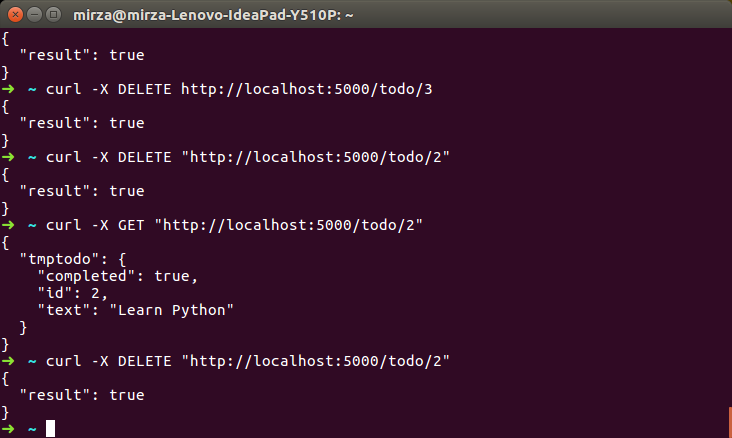 mirza@mirza-Lenovo-IdeaPad-Y510P: ~
{
  "result": true
}
➜  ~ curl -X DELETE http://localhost:5000/todo/3
{
  "result": true
}
➜  ~ curl -X DELETE "http://localhost:5000/todo/2"
{
  "result": true
}
➜  ~ curl -X GET "http://localhost:5000/todo/2"
{
  "tmptodo": {
    "completed": true,
    "id": 2,
    "text": "Learn Python"
  }
}
➜  ~ curl -X DELETE "http://localhost:5000/todo/2"
{
  "result": true
}
➜  ~